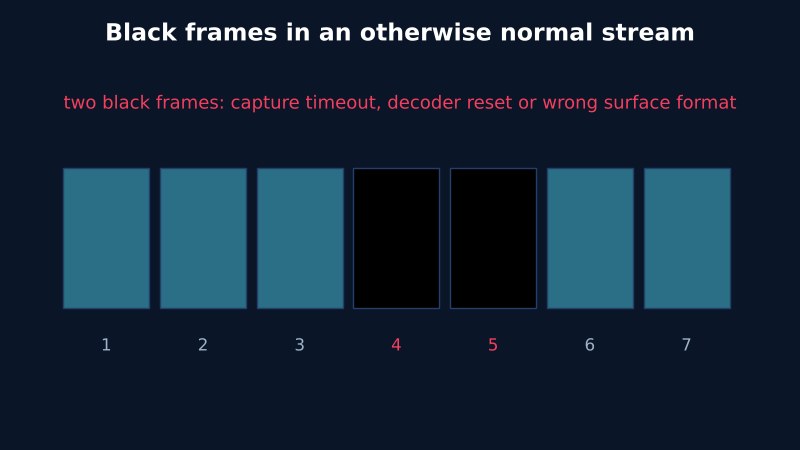 Black frames in an otherwise normal stream
two black frames: capture timeout, decoder reset or wrong surface format
1 2 3 4 5 6 7